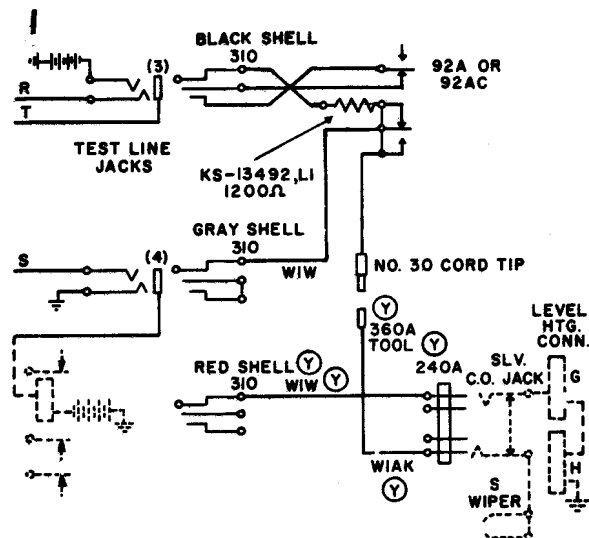 BLACK SHELL
310
(3)
92A OR
92AC
R
T
TEST LINE
JACKS
KS-13492,L1
1200Ω
GRAY SHELL
310
(4)
S
W1W
NO. 30 CORD TIP
Y
360A
TOOL Y
LEVEL
HTG.
CONN.
RED SHELL Y
310
W1W Y
240A
SLV.
C.O. JACK
G
W1AK
Y
H
S
WIPER